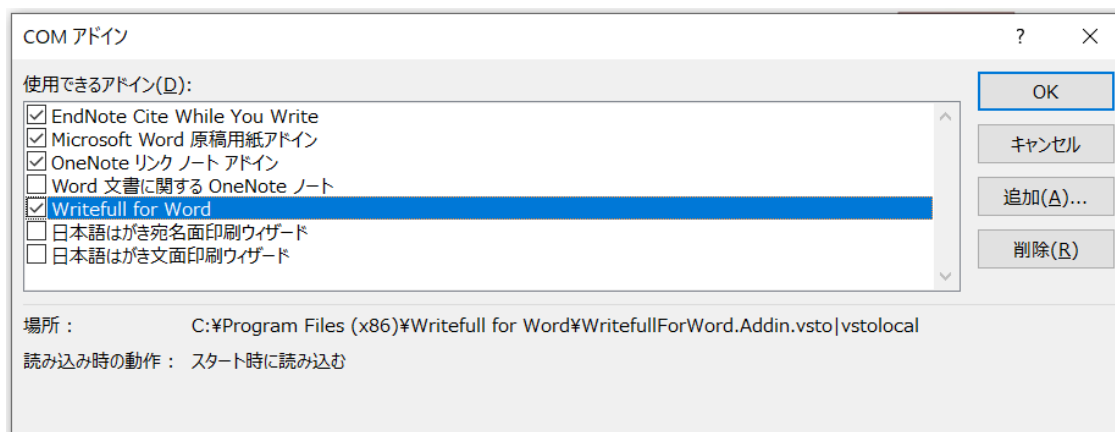 COM アドイン
? ×
使用できるアドイン(D):
EndNote Cite While You Write
Microsoft Word 原稿用紙アドイン
OneNote リンク ノート アドイン
Word 文書に関する OneNote ノート
Writefull for Word
日本語はがき宛名面印刷ウィザード
日本語はがき文面印刷ウィザード
OK
キャンセル
追加(A)...
削除(R)
場所： C:¥Program Files (x86)¥Writefull for Word¥WritefullForWord.Addin.vsto|vstolocal
読み込み時の動作： スタート時に読み込む